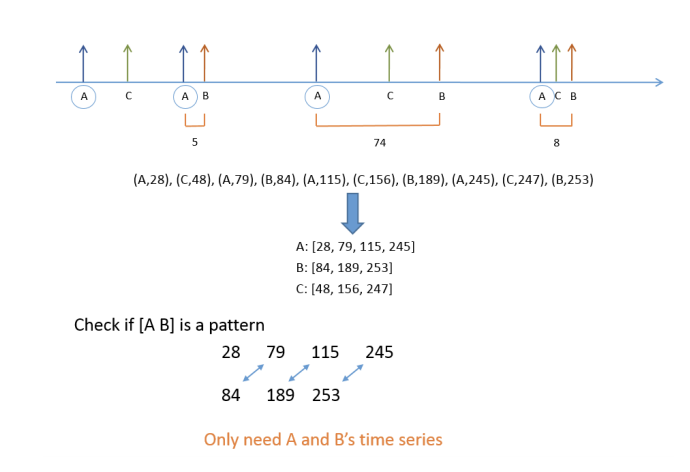 A C A B A C B A C B
5 74 8
(A,28), (C,48), (A,79), (B,84), (A,115), (C,156), (B,189), (A,245), (C,247), (B,253)
A: [28, 79, 115, 245]
B: [84, 189, 253]
C: [48, 156, 247]
Check if [A B] is a pattern
28 79 115 245
84 189 253
Only need A and B's time series